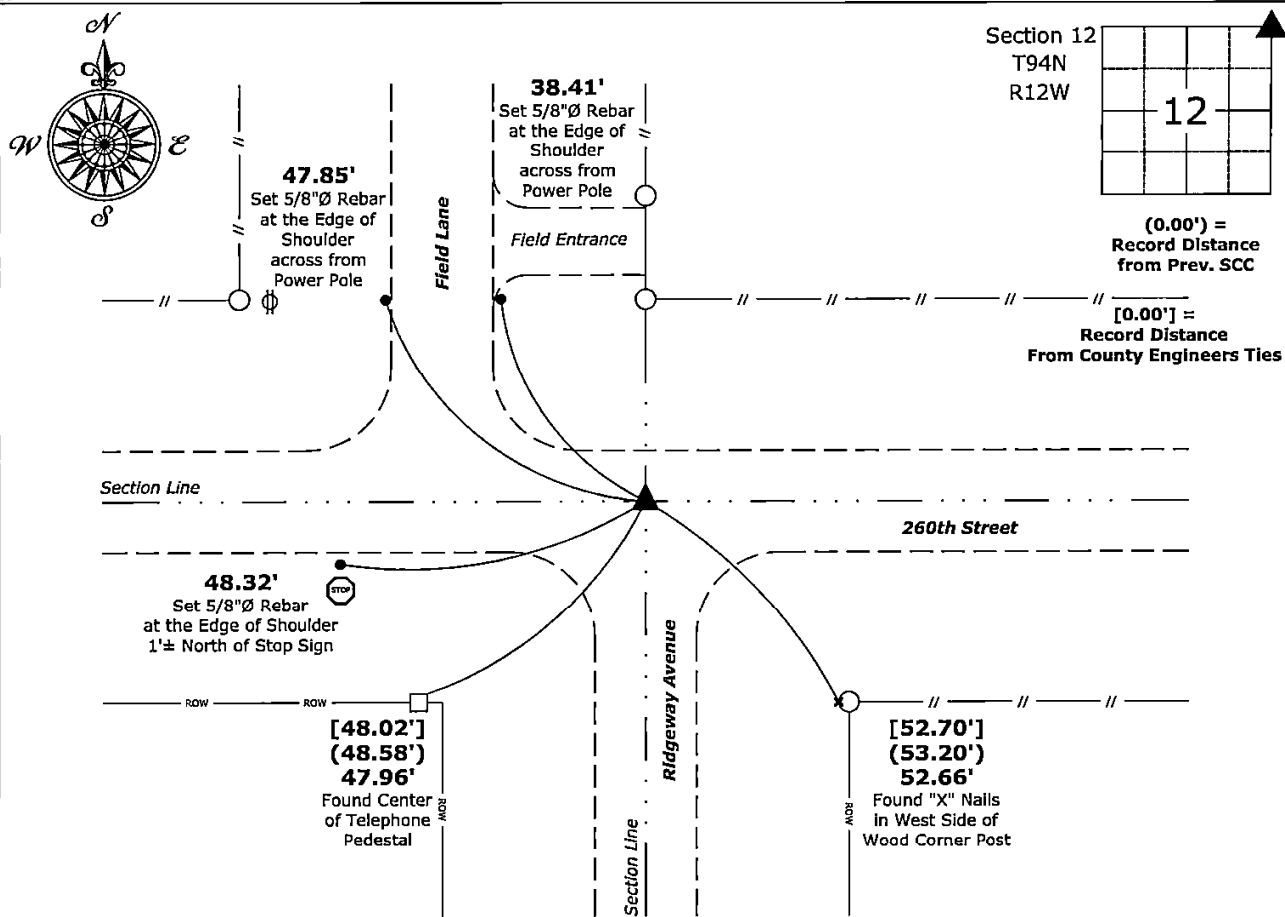 N
W
E
S
47.85'
Set 5/8"Ø Rebar
at the Edge of
Shoulder
across from
Power Pole
Field Lane
38.41'
Set 5/8"Ø Rebar
at the Edge of
Shoulder
across from
Power Pole
Field Entrance
Section 12
T94N
R12W
12
(0.00') =
Record Distance
from Prev. SCC
[0.00'] =
Record Distance
From County Engineers Ties
Section Line
260th Street
48.32'
Set 5/8"Ø Rebar
at the Edge of Shoulder
1'± North of Stop Sign
STOP
ROW
ROW
[48.02']
(48.58')
47.96'
Found Center
of Telephone
Pedestal
ROW
Section Line
Ridgeway Avenue
ROW
[52.70']
(53.20')
52.66'
Found "X" Nails
in West Side of
Wood Corner Post